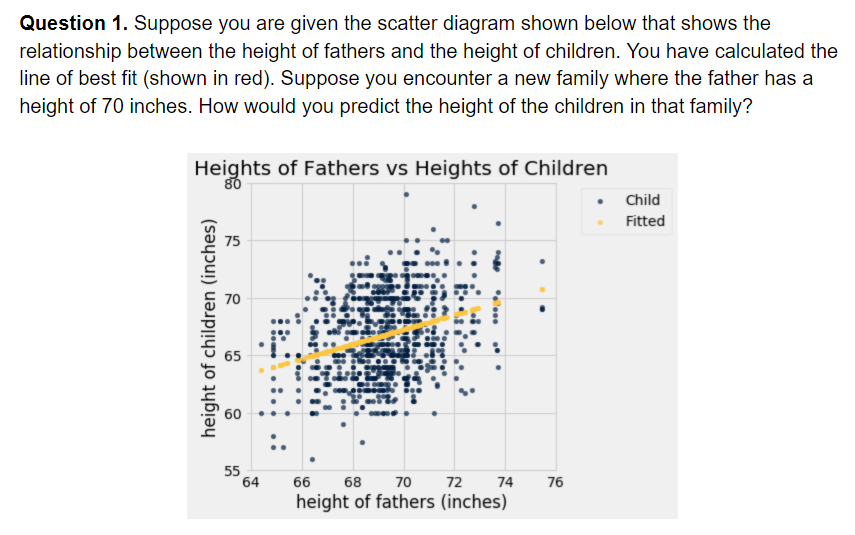 Question 1. Suppose you are given the scatter diagram shown below that shows the
relationship between the height of fathers and the height of children. You have calculated the
line of best fit (shown in red). Suppose you encounter a new family where the father has a
height of 70 inches. How would you predict the height of the children in that family?
Heights of Fathers vs Heights of Children
80
75
70
65
60
55
height of children (inches)
64 66 68 70 72 74 76
height of fathers (inches)
Child
Fitted